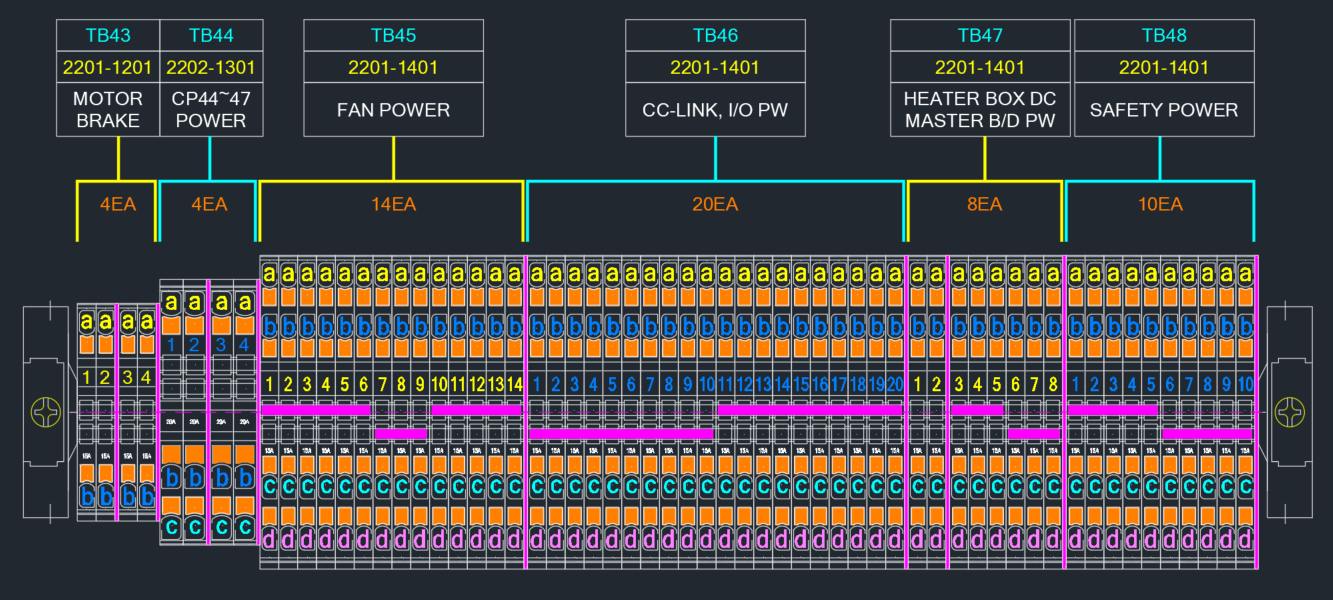 TB43 TB44 TB45 TB46 TB47 TB48
2201-1201 2202-1301 2201-1401 2201-1401 2201-1401 2201-1401
MOTOR BRAKE
CP44~47 POWER
FAN POWER
CC-LINK, I/O PW
HEATER BOX DC
MASTER B/D PW
SAFETY POWER
4EA 4EA 14EA 20EA 8EA 10EA
a a a a a a a a a a a a a a a a a a a a a a a a a a a a a a a a a a a a a a a a a a a a a a a a a a a a
b b b b b b b b b b b b b b b b b b b b b b b b b b b b b b b b b b b b b b b b b b b b b b b b b b b b
a a a a
a a a a
1 2 3 4
1 2 3 4
1 2 3 4 5 6 7 8 9 10 11 12 13 14
1 2 3 4 5 6 7 8 9 10 11 12 13 14 15 16 17 18 19 20
1 2 3 4 5 6 7 8
1 2 3 4 5 6 7 8 9 10
20A 20A 20A 20A
b b b b
b b b b
c c c c c c c c c c c c c c c c c c c c c c c c c c c c c c c c c c c c c c c c c c c c c c c c c c c c
c c c c
d d d d d d d d d d d d d d d d d d d d d d d d d d d d d d d d d d d d d d d d d d d d d d d d d d d d